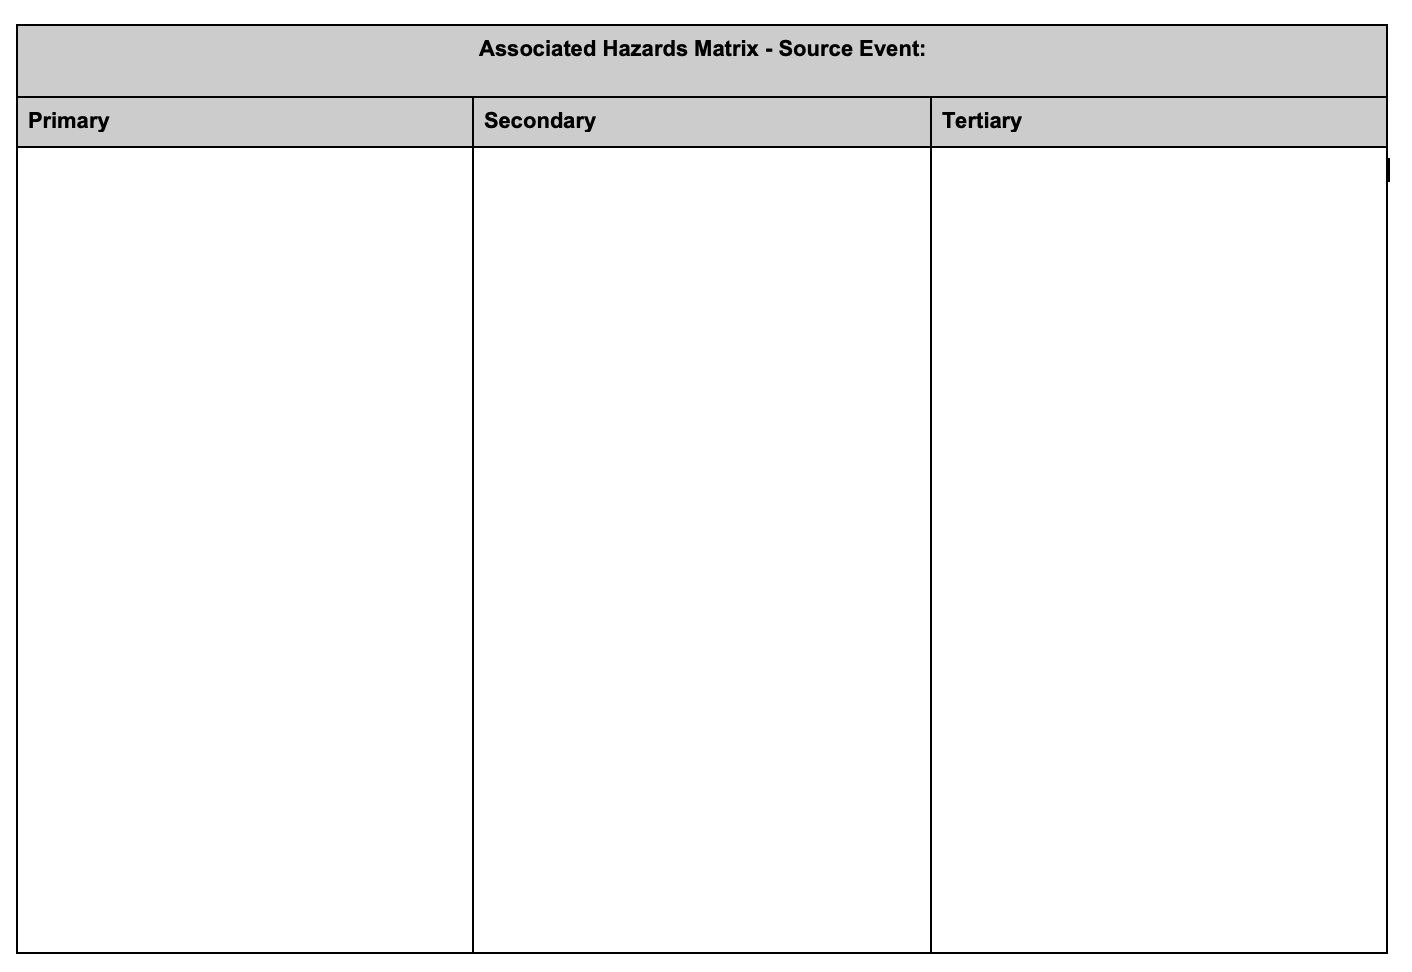 Associated Hazards Matrix - Source Event:
Primary
Secondary
Tertiary